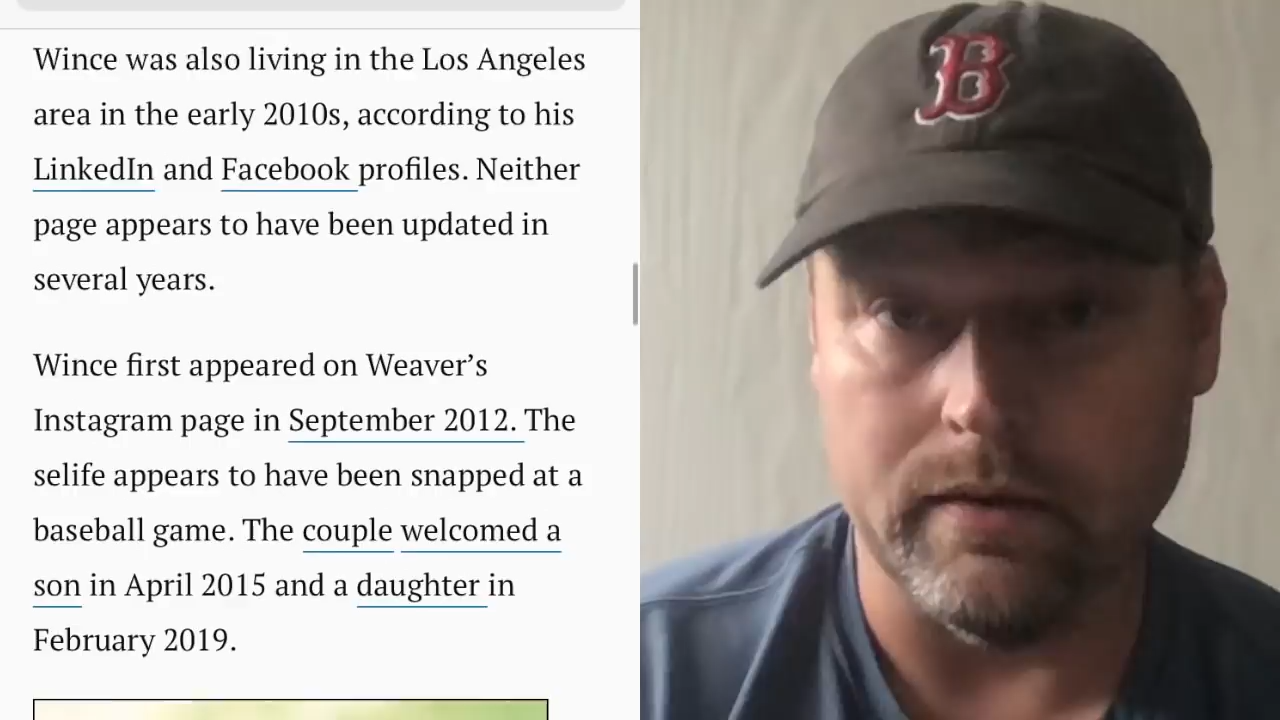 Wince was also living in the Los Angeles
area in the early 2010s, according to his
LinkedIn and Facebook profiles. Neither
page appears to have been updated in
several years.
Wince first appeared on Weaver’s
Instagram page in September 2012. The
selife appears to have been snapped at a
baseball game. The couple welcomed a
son in April 2015 and a daughter in
February 2019.
B